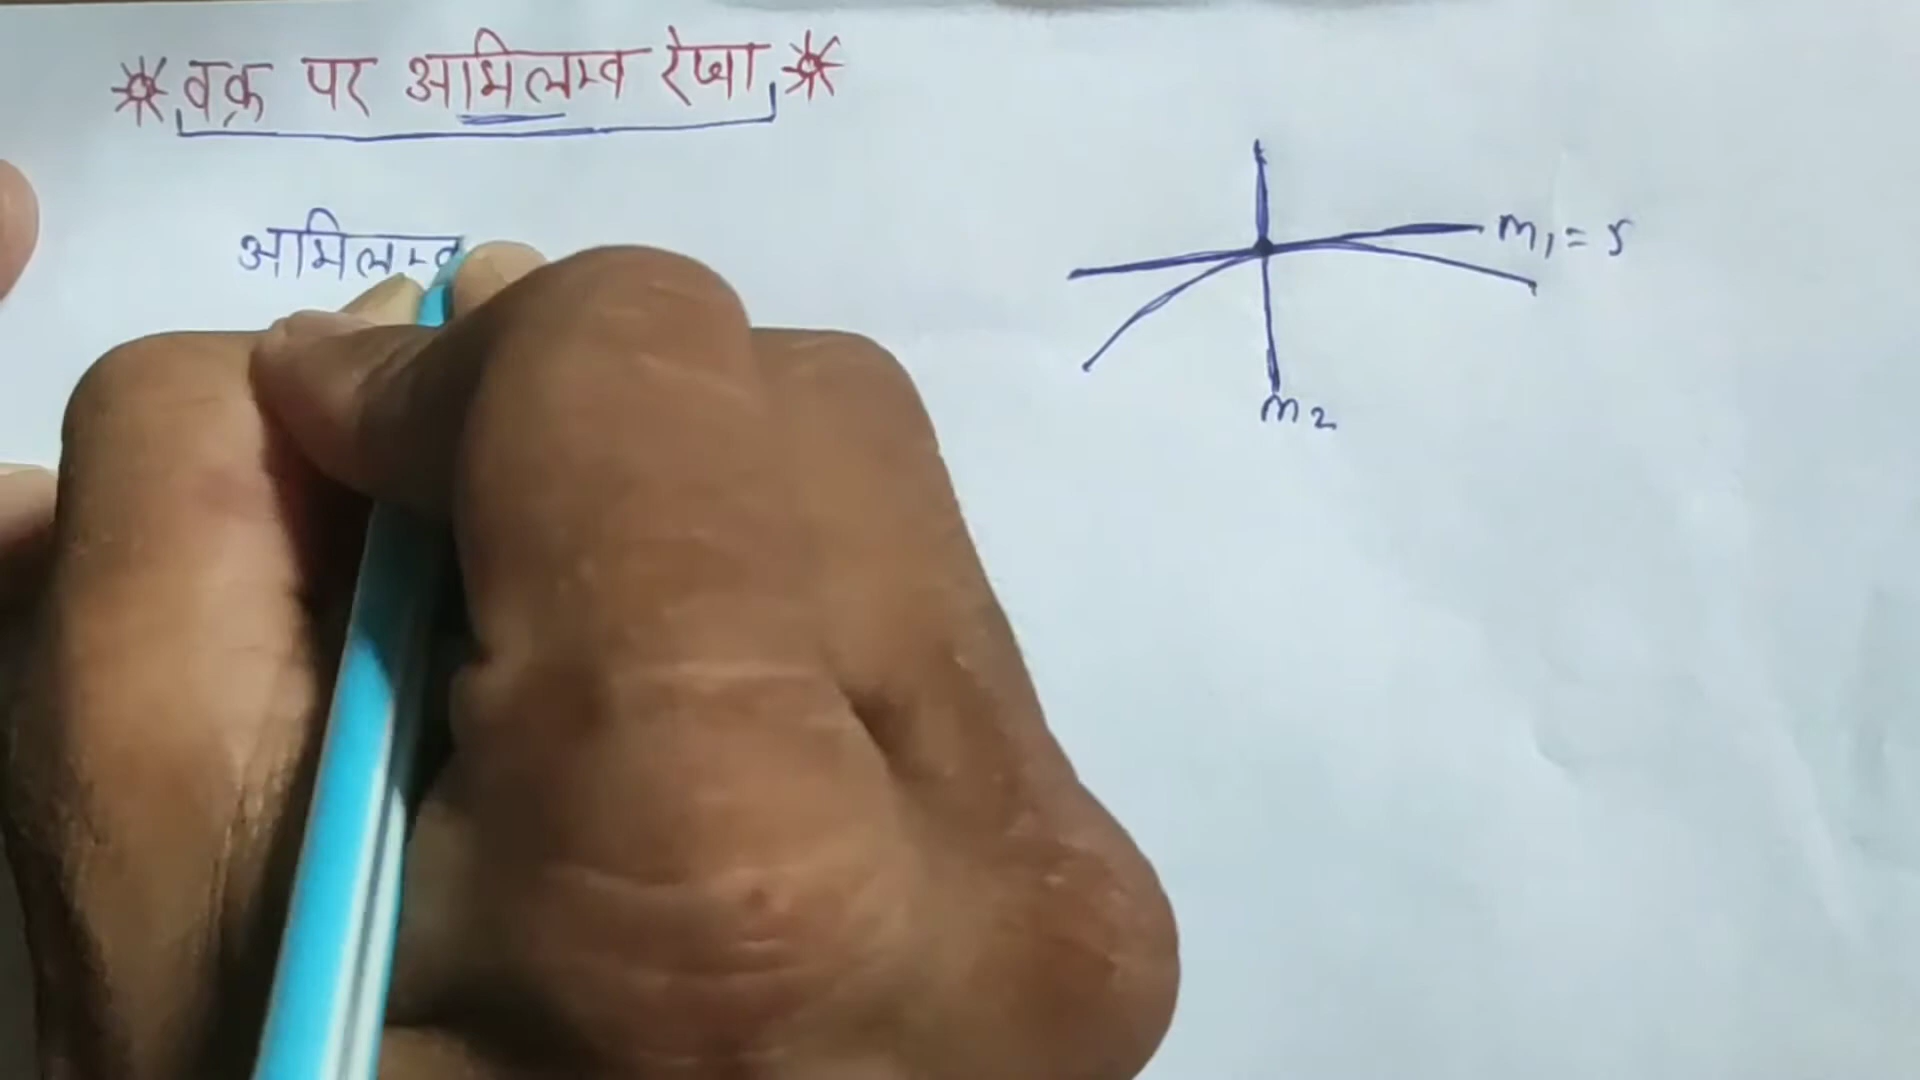 वक्र पर अभिलम्ब रेखा
अभिलम्ब
m₁ = 5
m₂